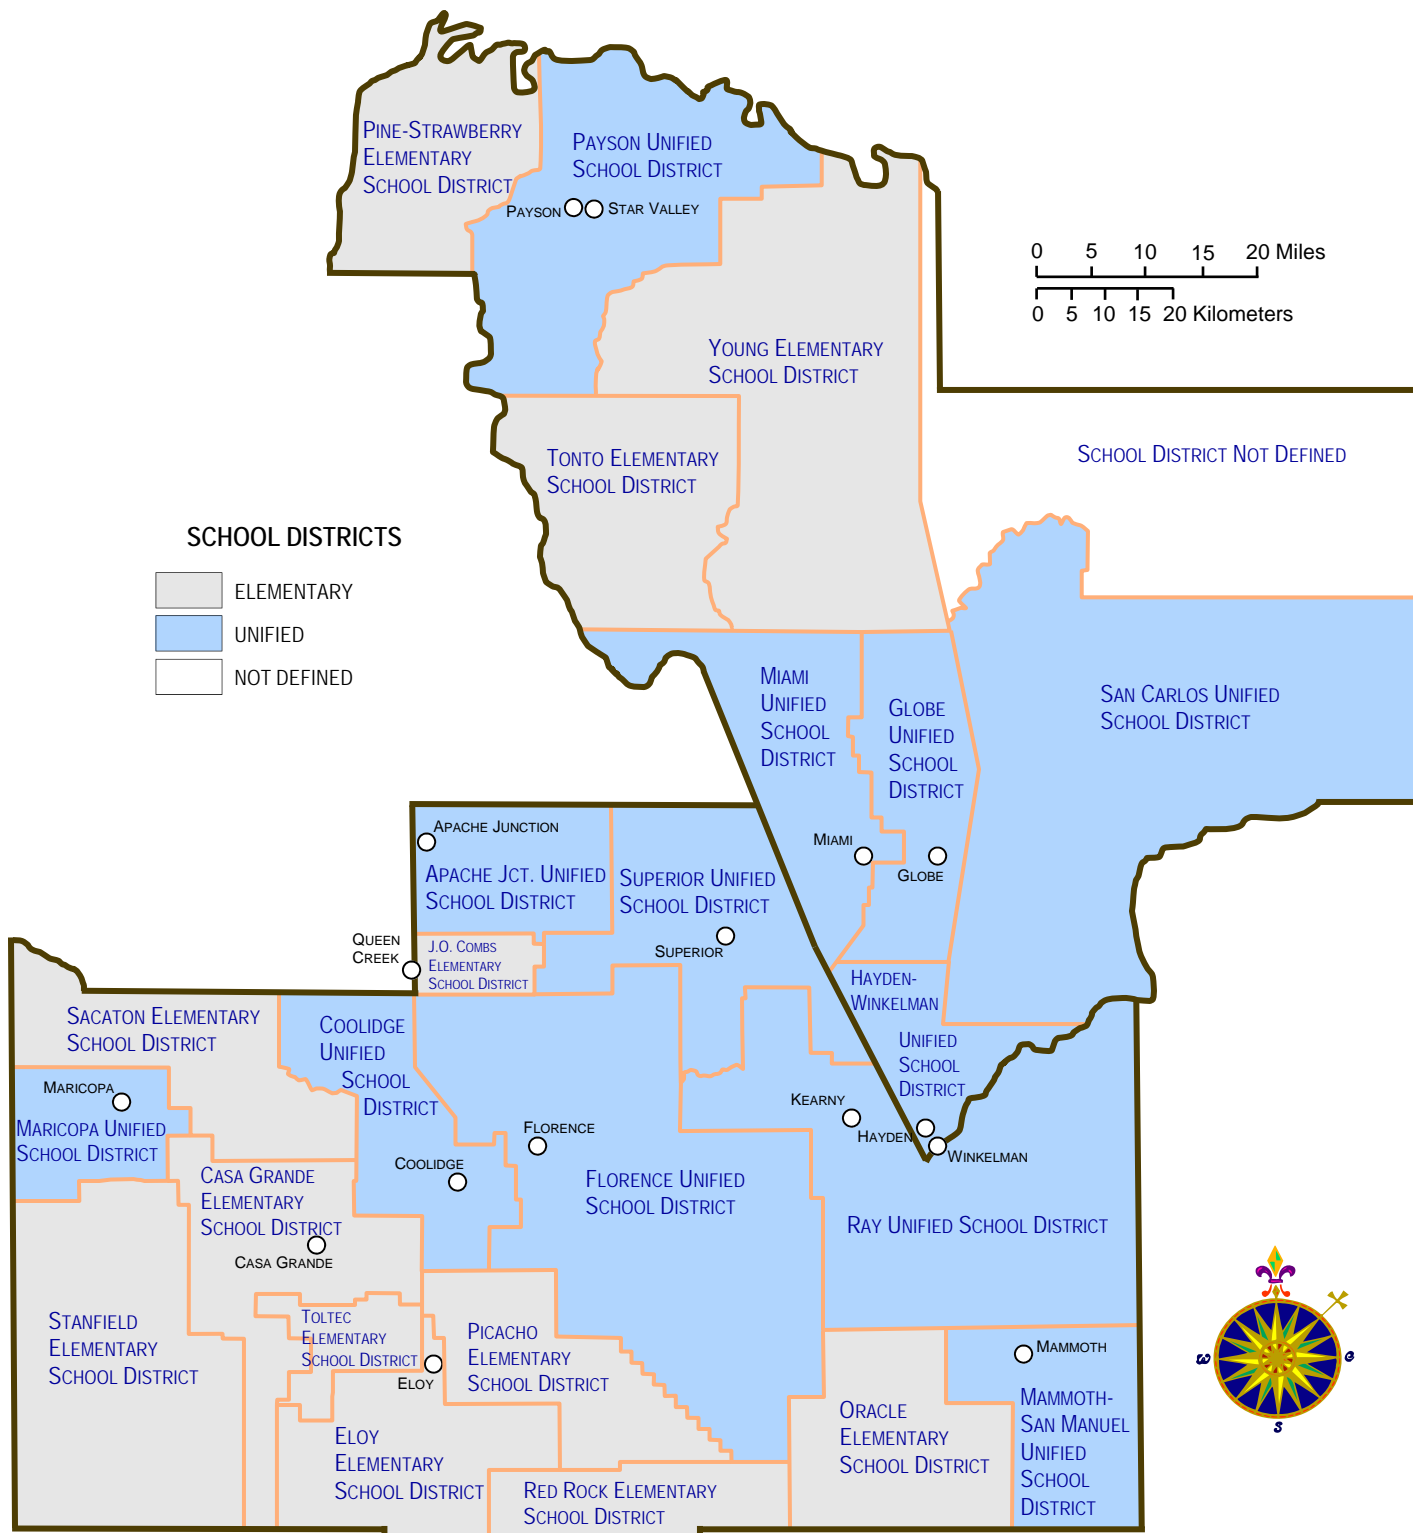 PINE-STRAWBERRY
ELEMENTARY
SCHOOL DISTRICT
PAYSON UNIFIED
SCHOOL DISTRICT
PAYSON
STAR VALLEY
0 5 10 15 20 Miles
0 5 10 15 20 Kilometers
YOUNG ELEMENTARY
SCHOOL DISTRICT
SCHOOL DISTRICT NOT DEFINED
TONTO ELEMENTARY
SCHOOL DISTRICT
SCHOOL DISTRICTS
ELEMENTARY
UNIFIED
NOT DEFINED
MIAMI
UNIFIED
SCHOOL
DISTRICT
GLOBE
UNIFIED
SCHOOL
DISTRICT
SAN CARLOS UNIFIED
SCHOOL DISTRICT
APACHE JUNCTION
APACHE JCT. UNIFIED
SCHOOL DISTRICT
SUPERIOR UNIFIED
SCHOOL DISTRICT
MIAMI
GLOBE
SUPERIOR
QUEEN
CREEK
J.O. COMBS
ELEMENTARY
SCHOOL DISTRICT
HAYDEN-
WINKELMAN
UNIFIED
SCHOOL
DISTRICT
SACATON ELEMENTARY
SCHOOL DISTRICT
COOLIDGE
UNIFIED
SCHOOL
DISTRICT
MARICOPA
MARICOPA UNIFIED
SCHOOL DISTRICT
KEARNY
HAYDEN
WINKELMAN
FLORENCE
COOLIDGE
CASA GRANDE
ELEMENTARY
SCHOOL DISTRICT
CASA GRANDE
FLORENCE UNIFIED
SCHOOL DISTRICT
RAY UNIFIED SCHOOL DISTRICT
STANFIELD
ELEMENTARY
SCHOOL DISTRICT
TOLTEC
ELEMENTARY
SCHOOL DISTRICT
ELOY
PICACHO
ELEMENTARY
SCHOOL DISTRICT
MAMMOTH
MAMMOTH-
SAN MANUEL
UNIFIED
SCHOOL
DISTRICT
ORACLE
ELEMENTARY
SCHOOL DISTRICT
ELOY
ELEMENTARY
SCHOOL DISTRICT
RED ROCK ELEMENTARY
SCHOOL DISTRICT
W
e
S